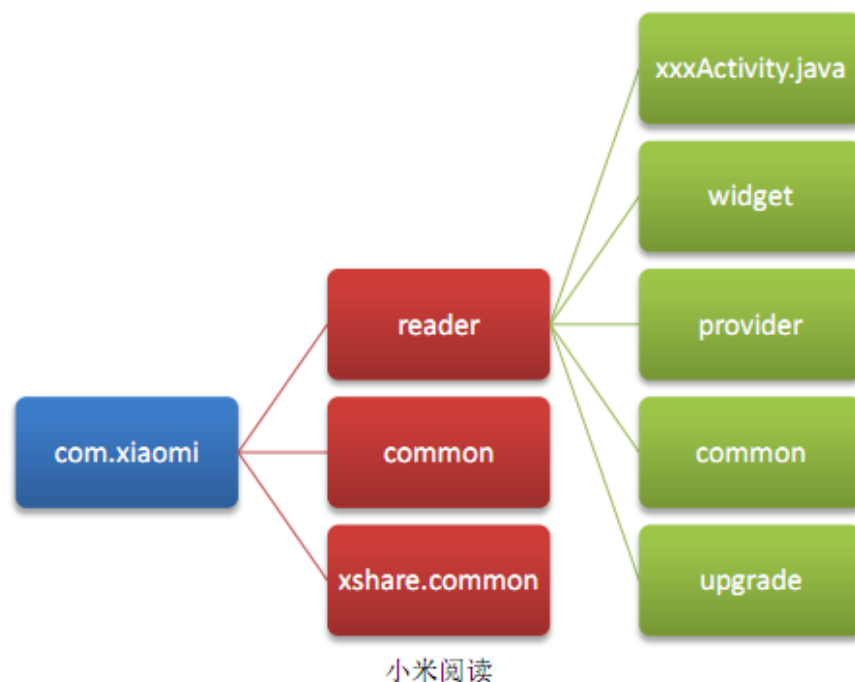 com.xiaomi
reader
common
xshare.common
xxxActivity.java
widget
provider
common
upgrade
小米阅读